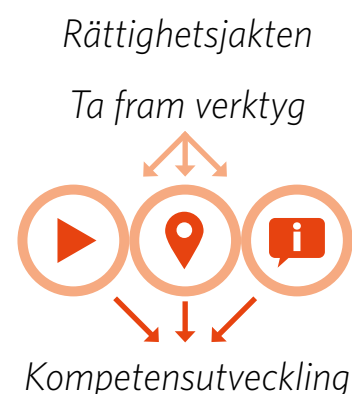 Rättighetsjakten
Ta fram verktyg
i
Kompetensutveckling